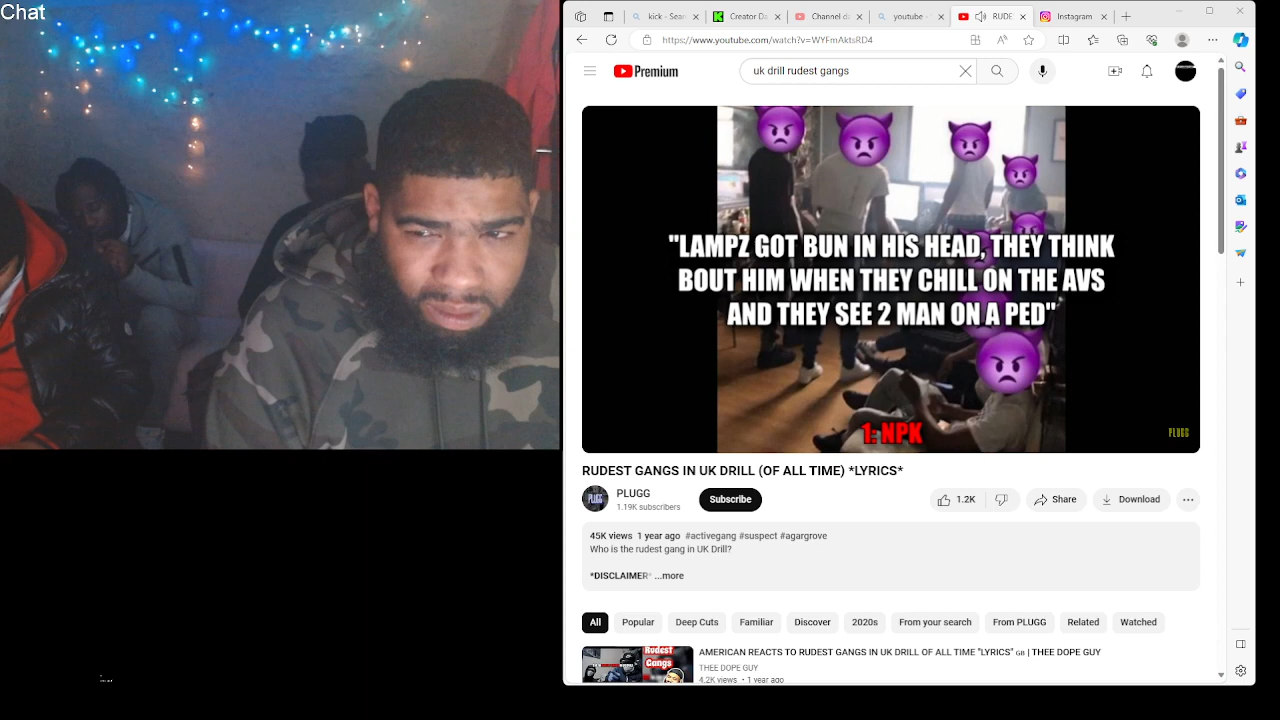 Chat
kick - Sear
Creator Da
Channel da
youtube -
RUDE
Instagram
https://www.youtube.com/watch?v=WYFmAktsRD4
Premium
uk drill rudest gangs
"LAMPZ GOT BUN IN HIS HEAD, THEY THINK
BOUT HIM WHEN THEY CHILL ON THE AVS
AND THEY SEE 2 MAN ON A PED"
1: NPK
PLUGG
RUDEST GANGS IN UK DRILL (OF ALL TIME) *LYRICS*
PLUGG
1.19K subscribers
Subscribe
1.2K
Share
Download
45K views 1 year ago #activegang #suspect #agargrove
Who is the rudest gang in UK Drill?
*DISCLAIMER* ...more
All
Popular
Deep Cuts
Familiar
Discover
2020s
From your search
From PLUGG
Related
Watched
Rudest
Gangs
AMERICAN REACTS TO RUDEST GANGS IN UK DRILL OF ALL TIME "LYRICS" GB | THEE DOPE GUY
THEE DOPE GUY
4.2K views • 1 year ago